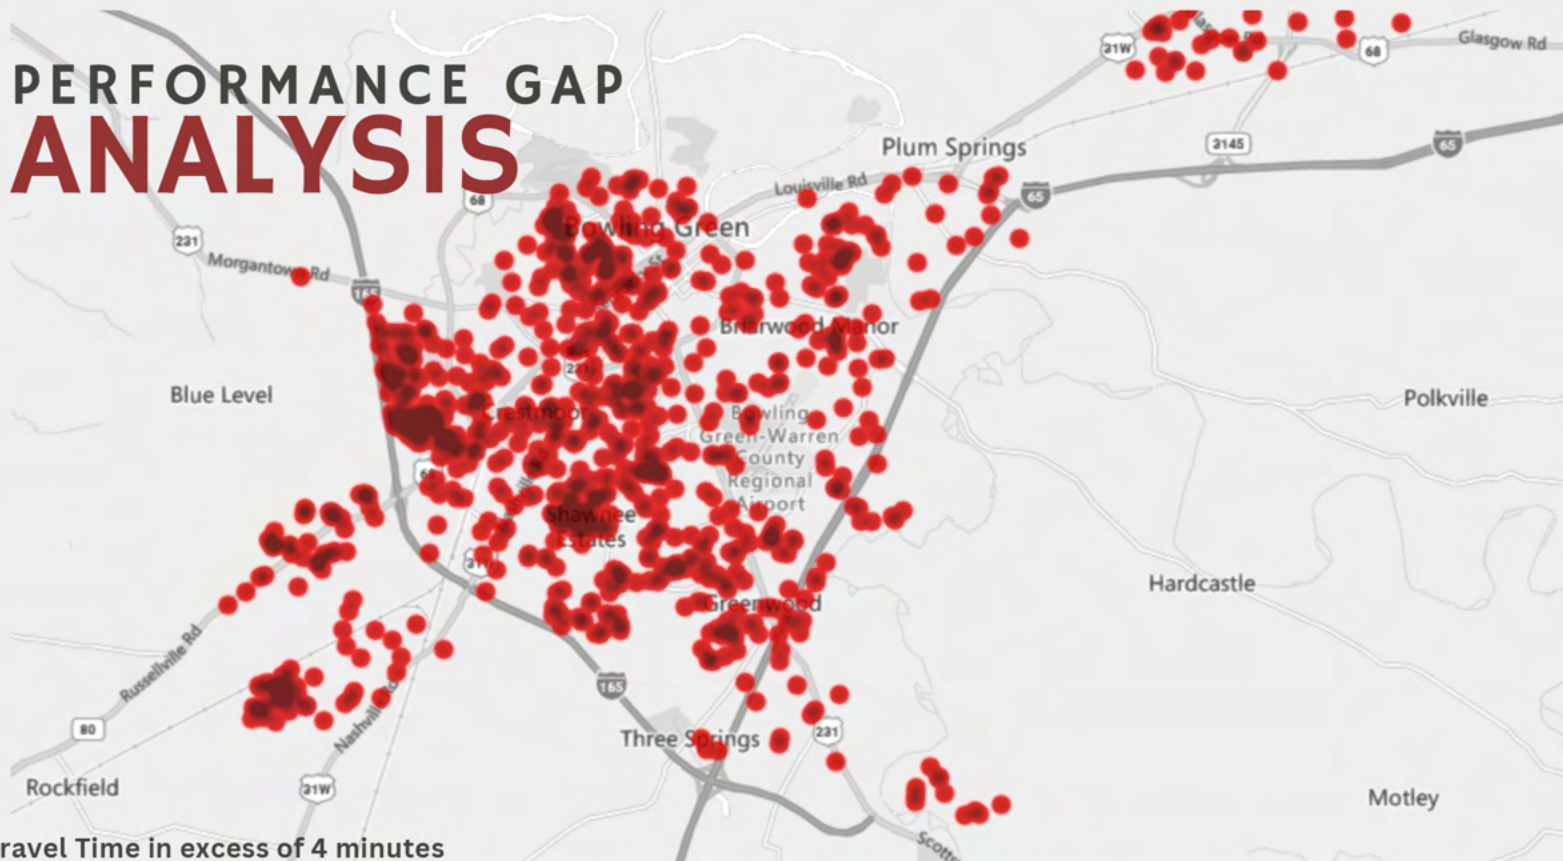 PERFORMANCE GAP
ANALYSIS
31W
68
Glasgow Rd
3145
65
Plum Springs
Louisville Rd
65
68
231
Bowling Green
Morgantown Rd
165
Briarwood Manor
Blue Level
Crestmoor
Polkville
Bowling
Green-Warren
County
Regional
Airport
Shawnee
Estates
Hardcastle
Greenwood
Russellville Rd
165
80
Nashville Rd
Three Springs
231
Rockfield
31W
Motley
ravel Time in excess of 4 minutes